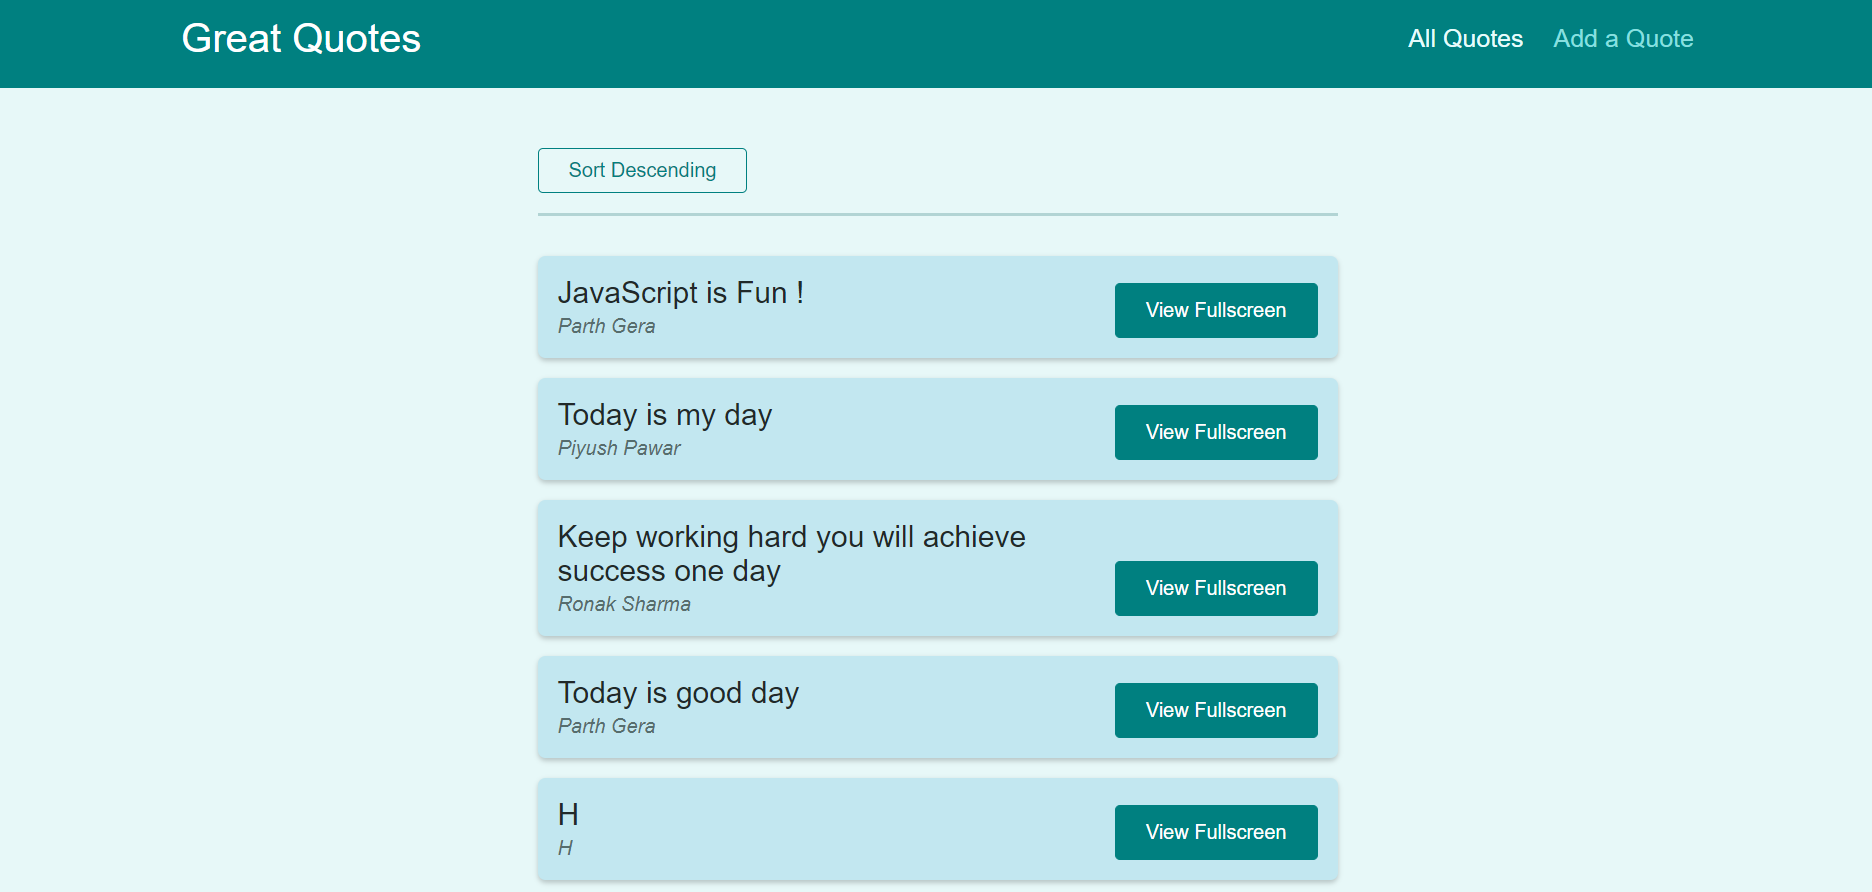 Great Quotes
All Quotes
Add a Quote
Sort Descending
JavaScript is Fun !
Parth Gera
View Fullscreen
Today is my day
Piyush Pawar
View Fullscreen
Keep working hard you will achieve
success one day
Ronak Sharma
View Fullscreen
Today is good day
Parth Gera
View Fullscreen
H
H
View Fullscreen